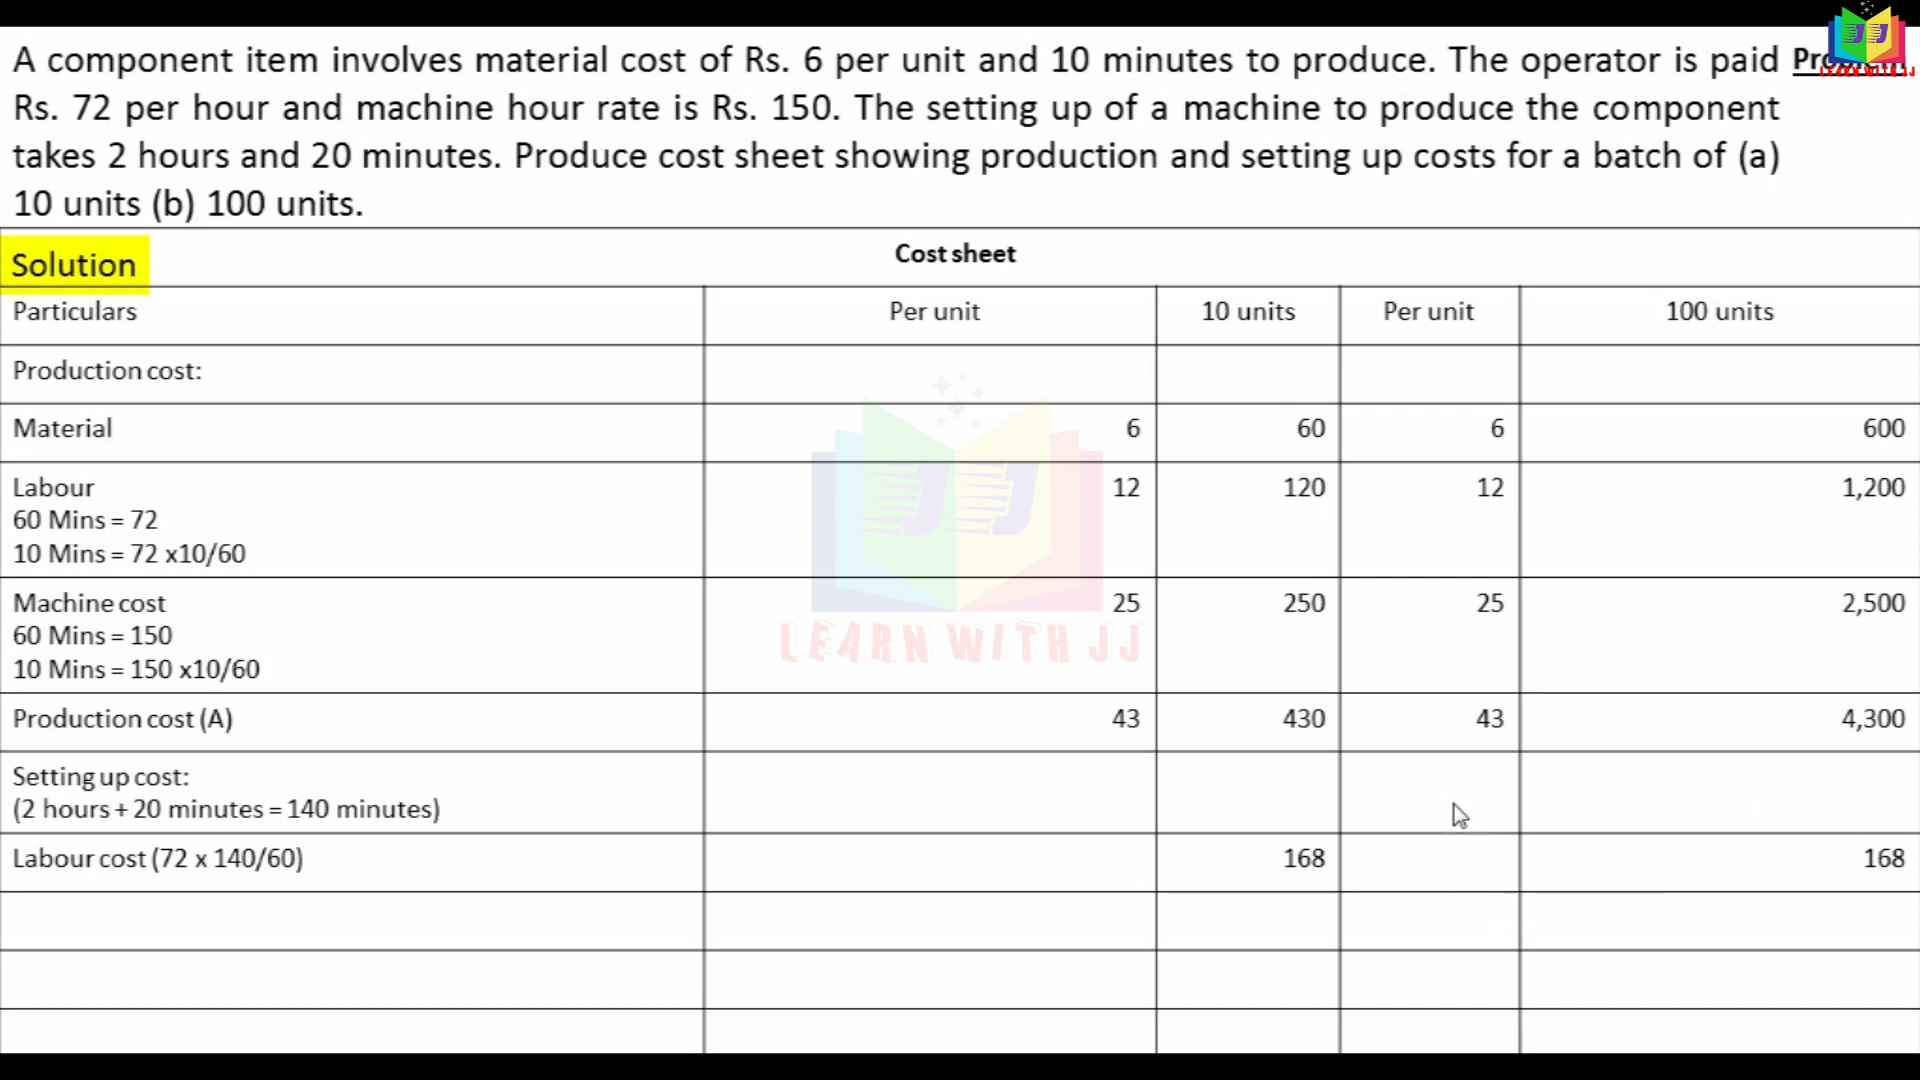 A component item involves material cost of Rs. 6 per unit and 10 minutes to produce. The operator is paid
Rs. 72 per hour and machine hour rate is Rs. 150. The setting up of a machine to produce the component
takes 2 hours and 20 minutes. Produce cost sheet showing production and setting up costs for a batch of (a)
10 units (b) 100 units.
JJ
LEARN WITH JJ
Solution
Cost sheet
Particulars Per unit 10 units Per unit 100 units
Production cost:
Material 6 60 6 600
Labour 12 120 12 1,200
60 Mins = 72
10 Mins = 72 x10/60
Machine cost 25 250 25 2,500
60 Mins = 150
10 Mins = 150 x10/60
JJ
LEARN WITH JJ
Production cost (A) 43 430 43 4,300
Setting up cost:
(2 hours + 20 minutes = 140 minutes)
Labour cost (72 x 140/60) 168 168